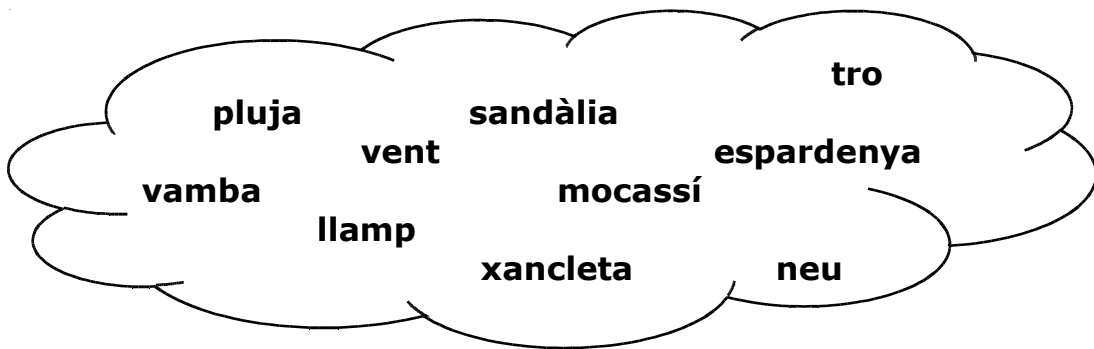 tro
pluja sandàlia
vent espardenya
vamba mocassí
llamp
xancleta neu